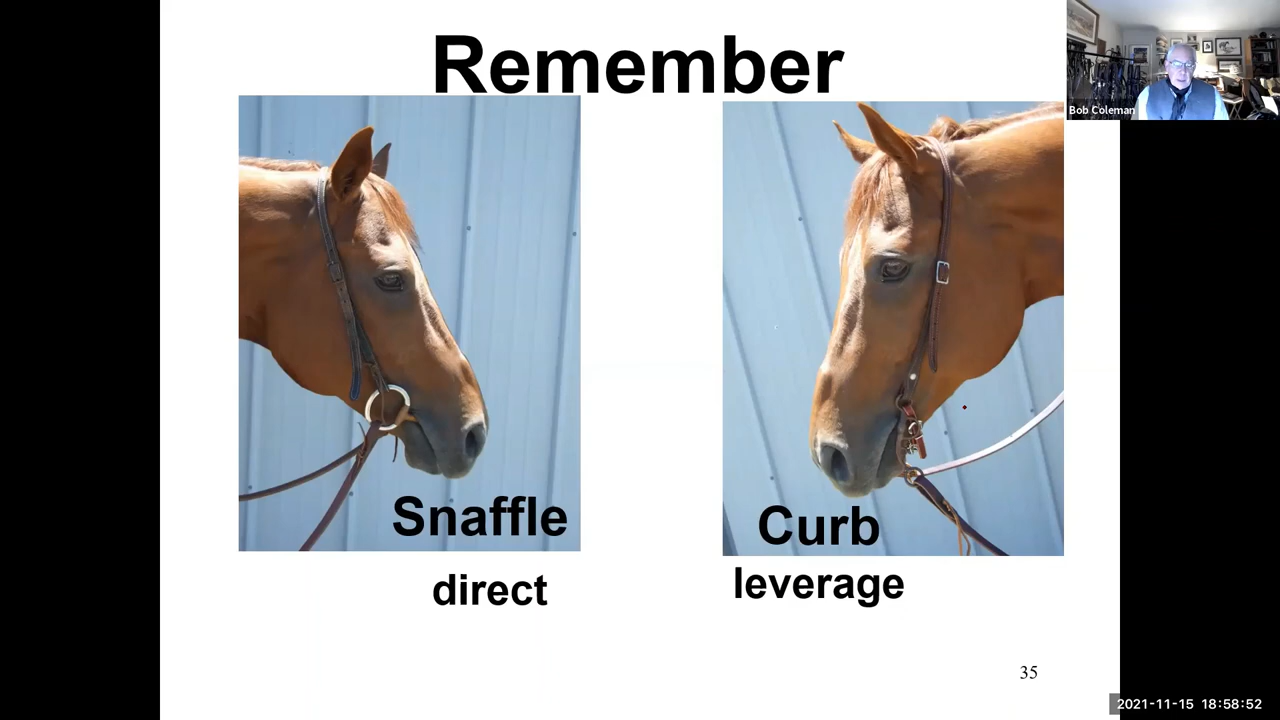 Remember
Bob Coleman
Snaffle
Curb
direct
leverage
35
2021-11-15 18:58:52